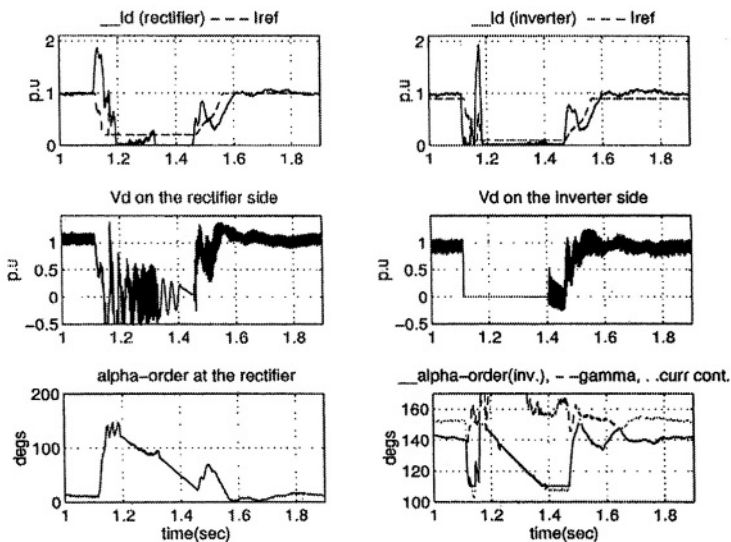 __Id (rectifier) −−− Iref
p.u
2
1
0
1 1.2 1.4 1.6 1.8
__Id (inverter) −−− Iref
p.u
2
1
0
1 1.2 1.4 1.6 1.8
Vd on the rectifier side
p.u
1
0.5
0
−0.5
1 1.2 1.4 1.6 1.8
Vd on the inverter side
p.u
1
0.5
0
−0.5
1 1.2 1.4 1.6 1.8
alpha−order at the rectifier
degs
200
100
0
1 1.2 1.4 1.6 1.8
time(sec)
__alpha−order(inv.), −−gamma, . .curr cont.
degs
160
140
120
100
1 1.2 1.4 1.6 1.8
time(sec)